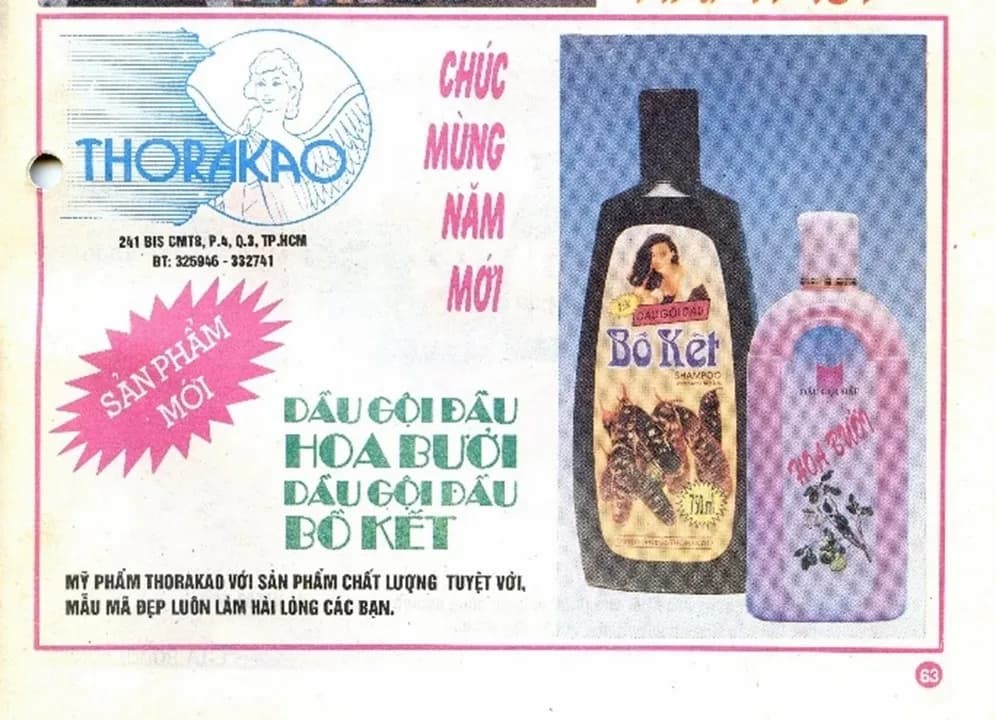 THORAKAO
241 BIS CMT8, P.4, Q.3, TP.HCM
ĐT: 325946 - 332741
CHÚC
MỪNG
NĂM
MỚI
SẢN PHẨM
MỚI
DẦU GỘI ĐẦU
HOA BƯỞI
DẦU GỘI ĐẦU
BỒ KẾT
MỸ PHẨM THORAKAO VỚI SẢN PHẨM CHẤT LƯỢNG TUYỆT VỜI,
MẪU MÃ ĐẸP LUÔN LÀM HÀI LÒNG CÁC BẠN.
DẦU GỘI ĐẦU
Bồ Kết
SHAMPOO
750ml
DẦU GỘI ĐẦU
HOA BƯỞI
63